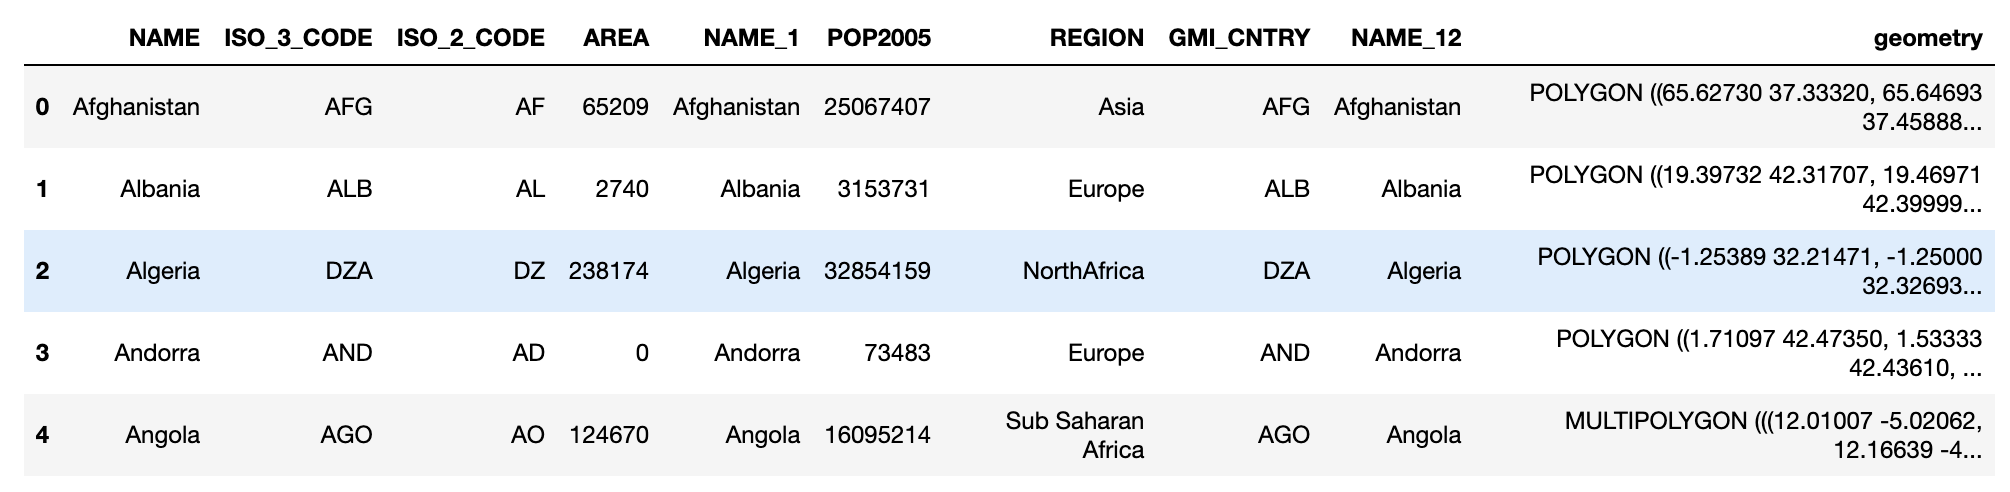 NAME ISO_3_CODE ISO_2_CODE AREA NAME_1 POP2005 REGION GMI_CNTRY NAME_12 geometry
0 Afghanistan AFG AF 65209 Afghanistan 25067407 Asia AFG Afghanistan POLYGON ((65.62730 37.33320, 65.64693
37.45888...
1 Albania ALB AL 2740 Albania 3153731 Europe ALB Albania POLYGON ((19.39732 42.31707, 19.46971
42.39999...
2 Algeria DZA DZ 238174 Algeria 32854159 NorthAfrica DZA Algeria POLYGON ((-1.25389 32.21471, -1.25000
32.32693...
3 Andorra AND AD 0 Andorra 73483 Europe AND Andorra POLYGON ((1.71097 42.47350, 1.53333
42.43610, ...
4 Angola AGO AO 124670 Angola 16095214 Sub Saharan AGO Angola MULTIPOLYGON (((12.01007 -5.02062,
Africa 12.16639 -4...